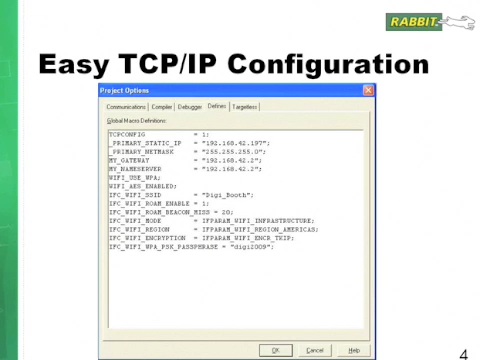 RABBIT
Easy TCP/IP Configuration
Project Options
Communications Compiler Debugger Defines Targetless
Global Macro Definitions:
TCPCONFIG = 1;
_PRIMARY_STATIC_IP = "192.168.42.197";
_PRIMARY_NETMASK = "255.255.255.0";
MY_GATEWAY = "192.168.42.2";
MY_NAMESERVER = "192.168.42.2";
WIFI_USE_WPA;
WIFI_AES_ENABLED;
IFC_WIFI_SSID = "Digi_Booth";
IFC_WIFI_ROAM_ENABLE = 1;
IFC_WIFI_ROAM_BEACON_MISS = 20;
IFC_WIFI_MODE = IFPARAM_WIFI_INFRASTRUCTURE;
IFC_WIFI_REGION = IFPARAM_WIFI_REGION_AMERICAS;
IFC_WIFI_ENCRYPTION = IFPARAM_WIFI_ENCR_TKIP;
IFC_WIFI_WPA_PSK_PASSPHRASE = "digi2009";
OK Cancel Help
4